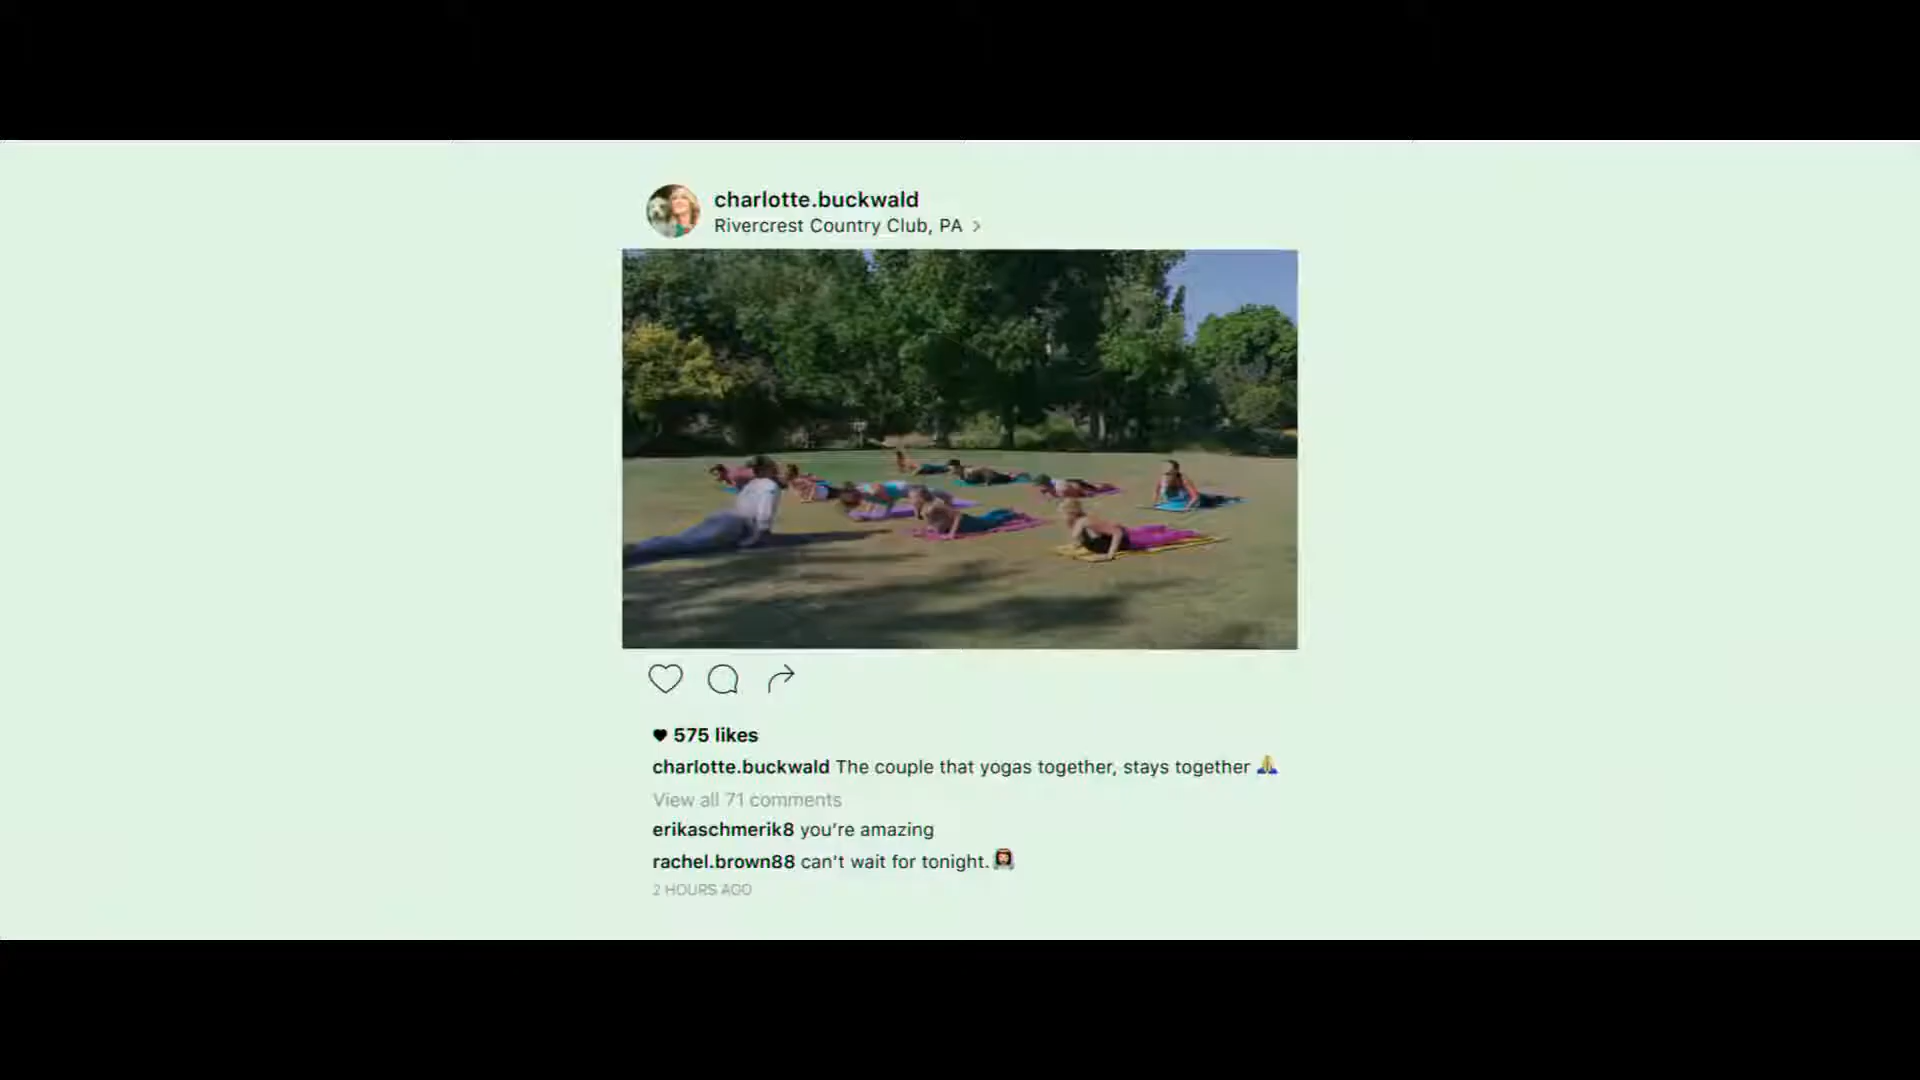 charlotte.buckwald
Rivercrest Country Club, PA >
575 likes
charlotte.buckwald The couple that yogas together, stays together 🙏
View all 71 comments
erikaschmerik8 you're amazing
rachel.brown88 can't wait for tonight. 👰
2 HOURS AGO